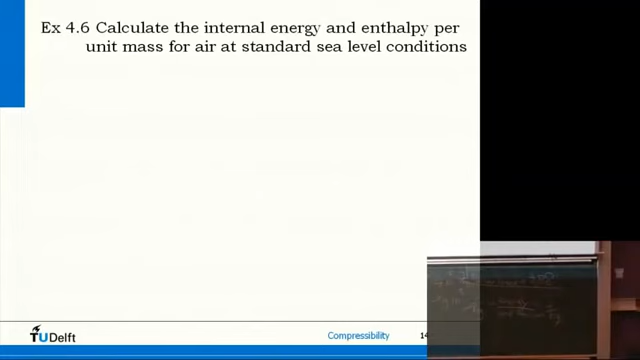 Ex 4.6 Calculate the internal energy and enthalpy per
unit mass for air at standard sea level conditions
TUDelft
Compressibility
14